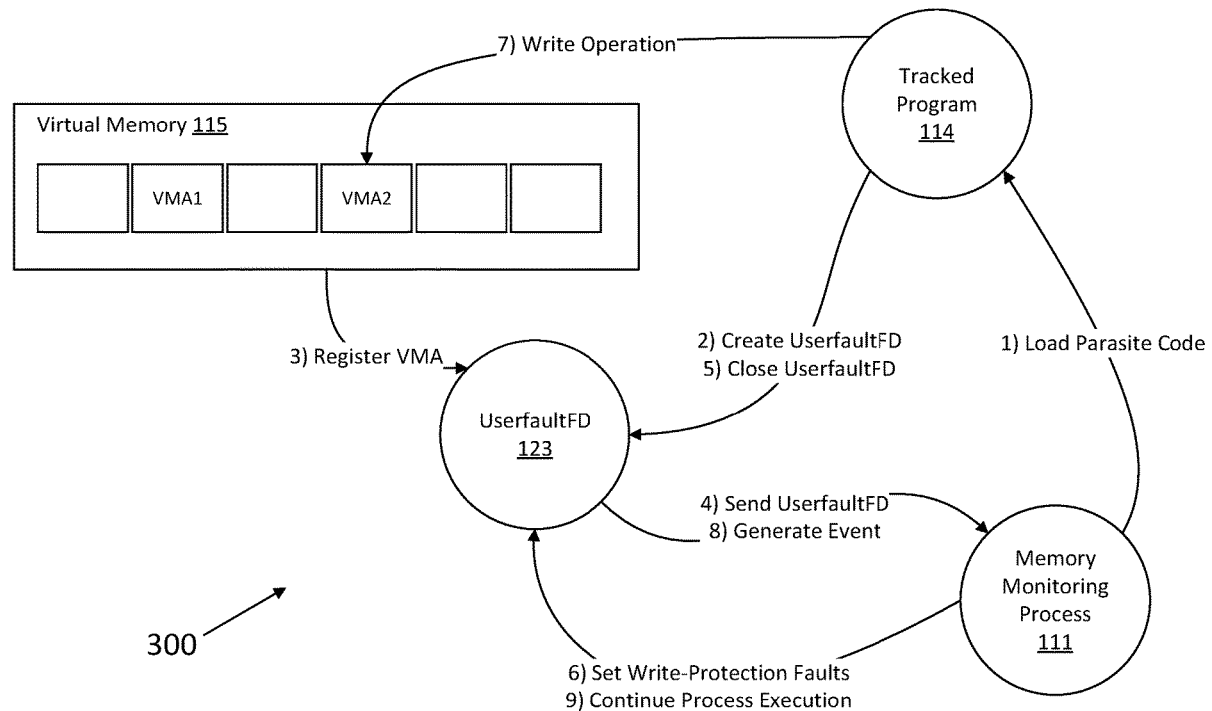 7) Write Operation
Tracked
Program
114
Virtual Memory 115
VMA1
VMA2
2) Create UserfaultFD
5) Close UserfaultFD
1) Load Parasite Code
3) Register VMA
UserfaultFD
123
4) Send UserfaultFD
8) Generate Event
Memory
Monitoring
Process
111
300
6) Set Write-Protection Faults
9) Continue Process Execution